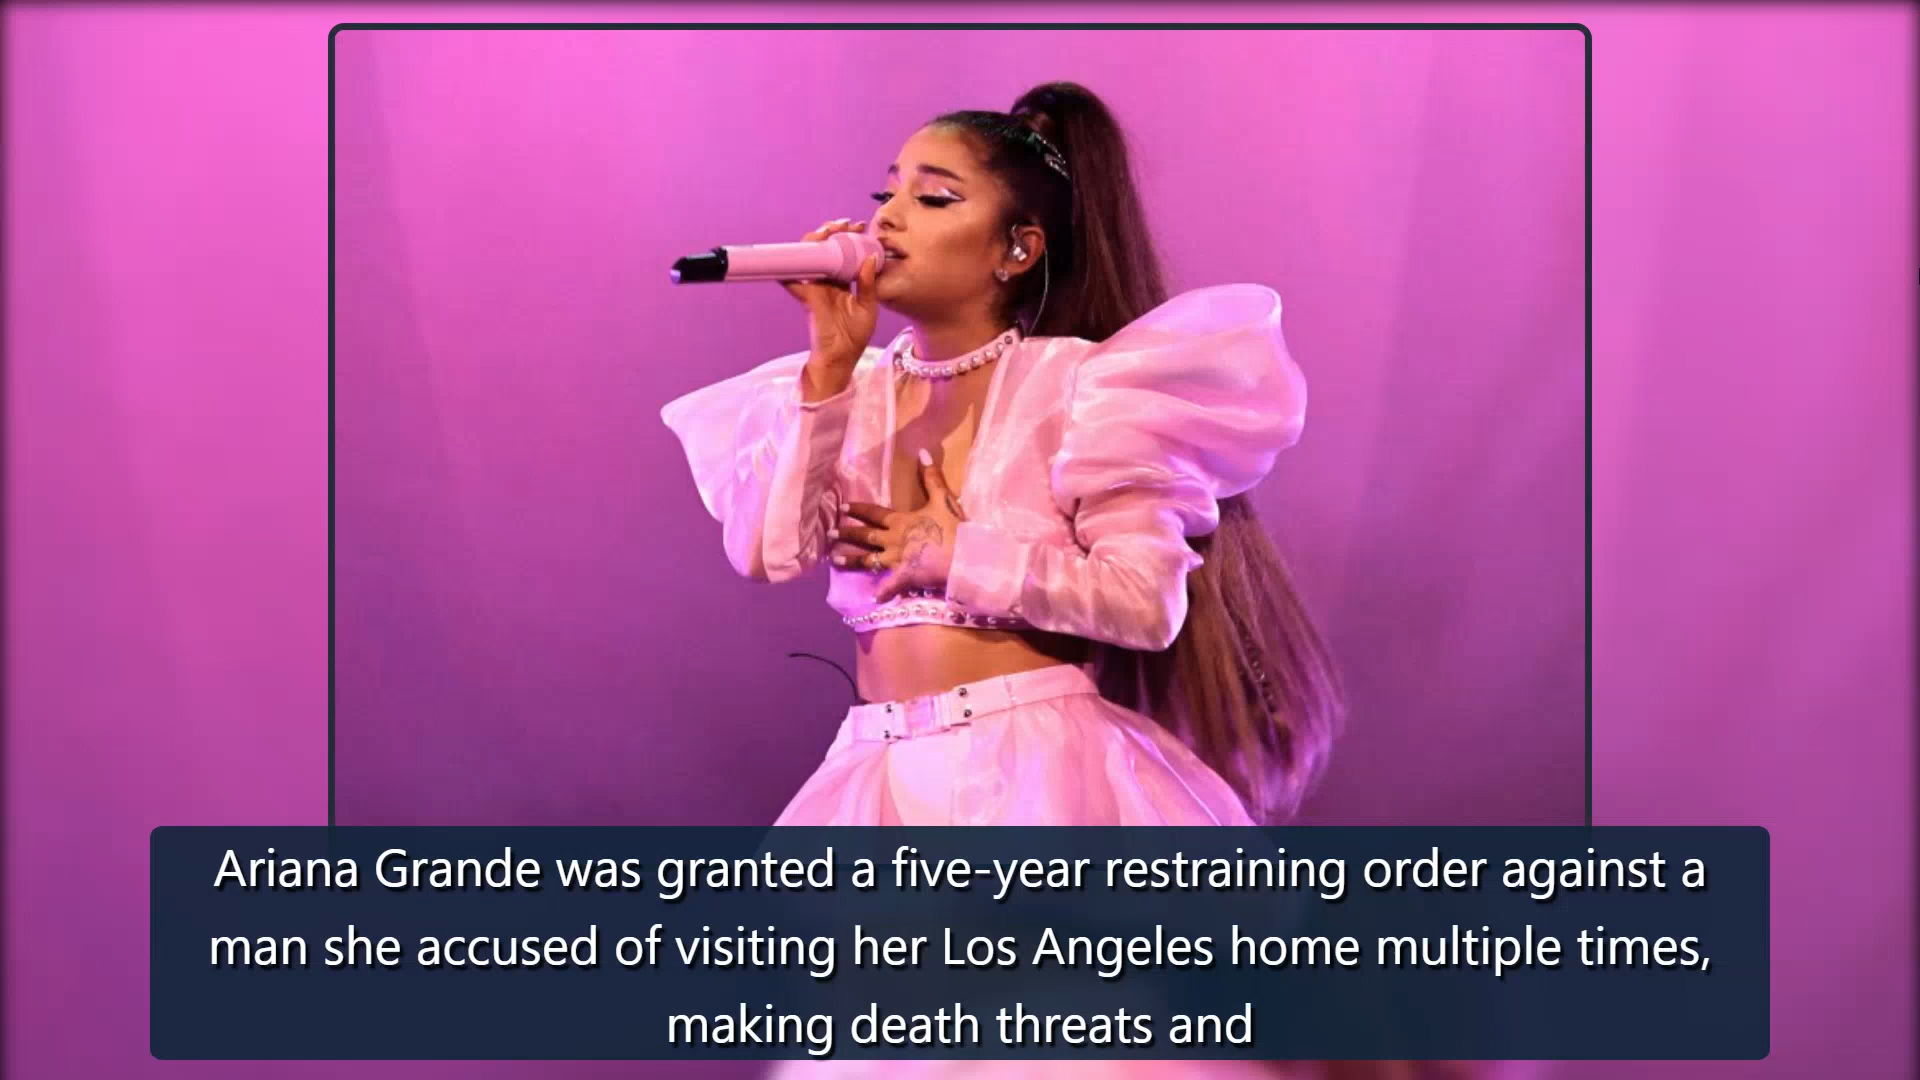 Ariana Grande was granted a five-year restraining order against a
man she accused of visiting her Los Angeles home multiple times,
making death threats and